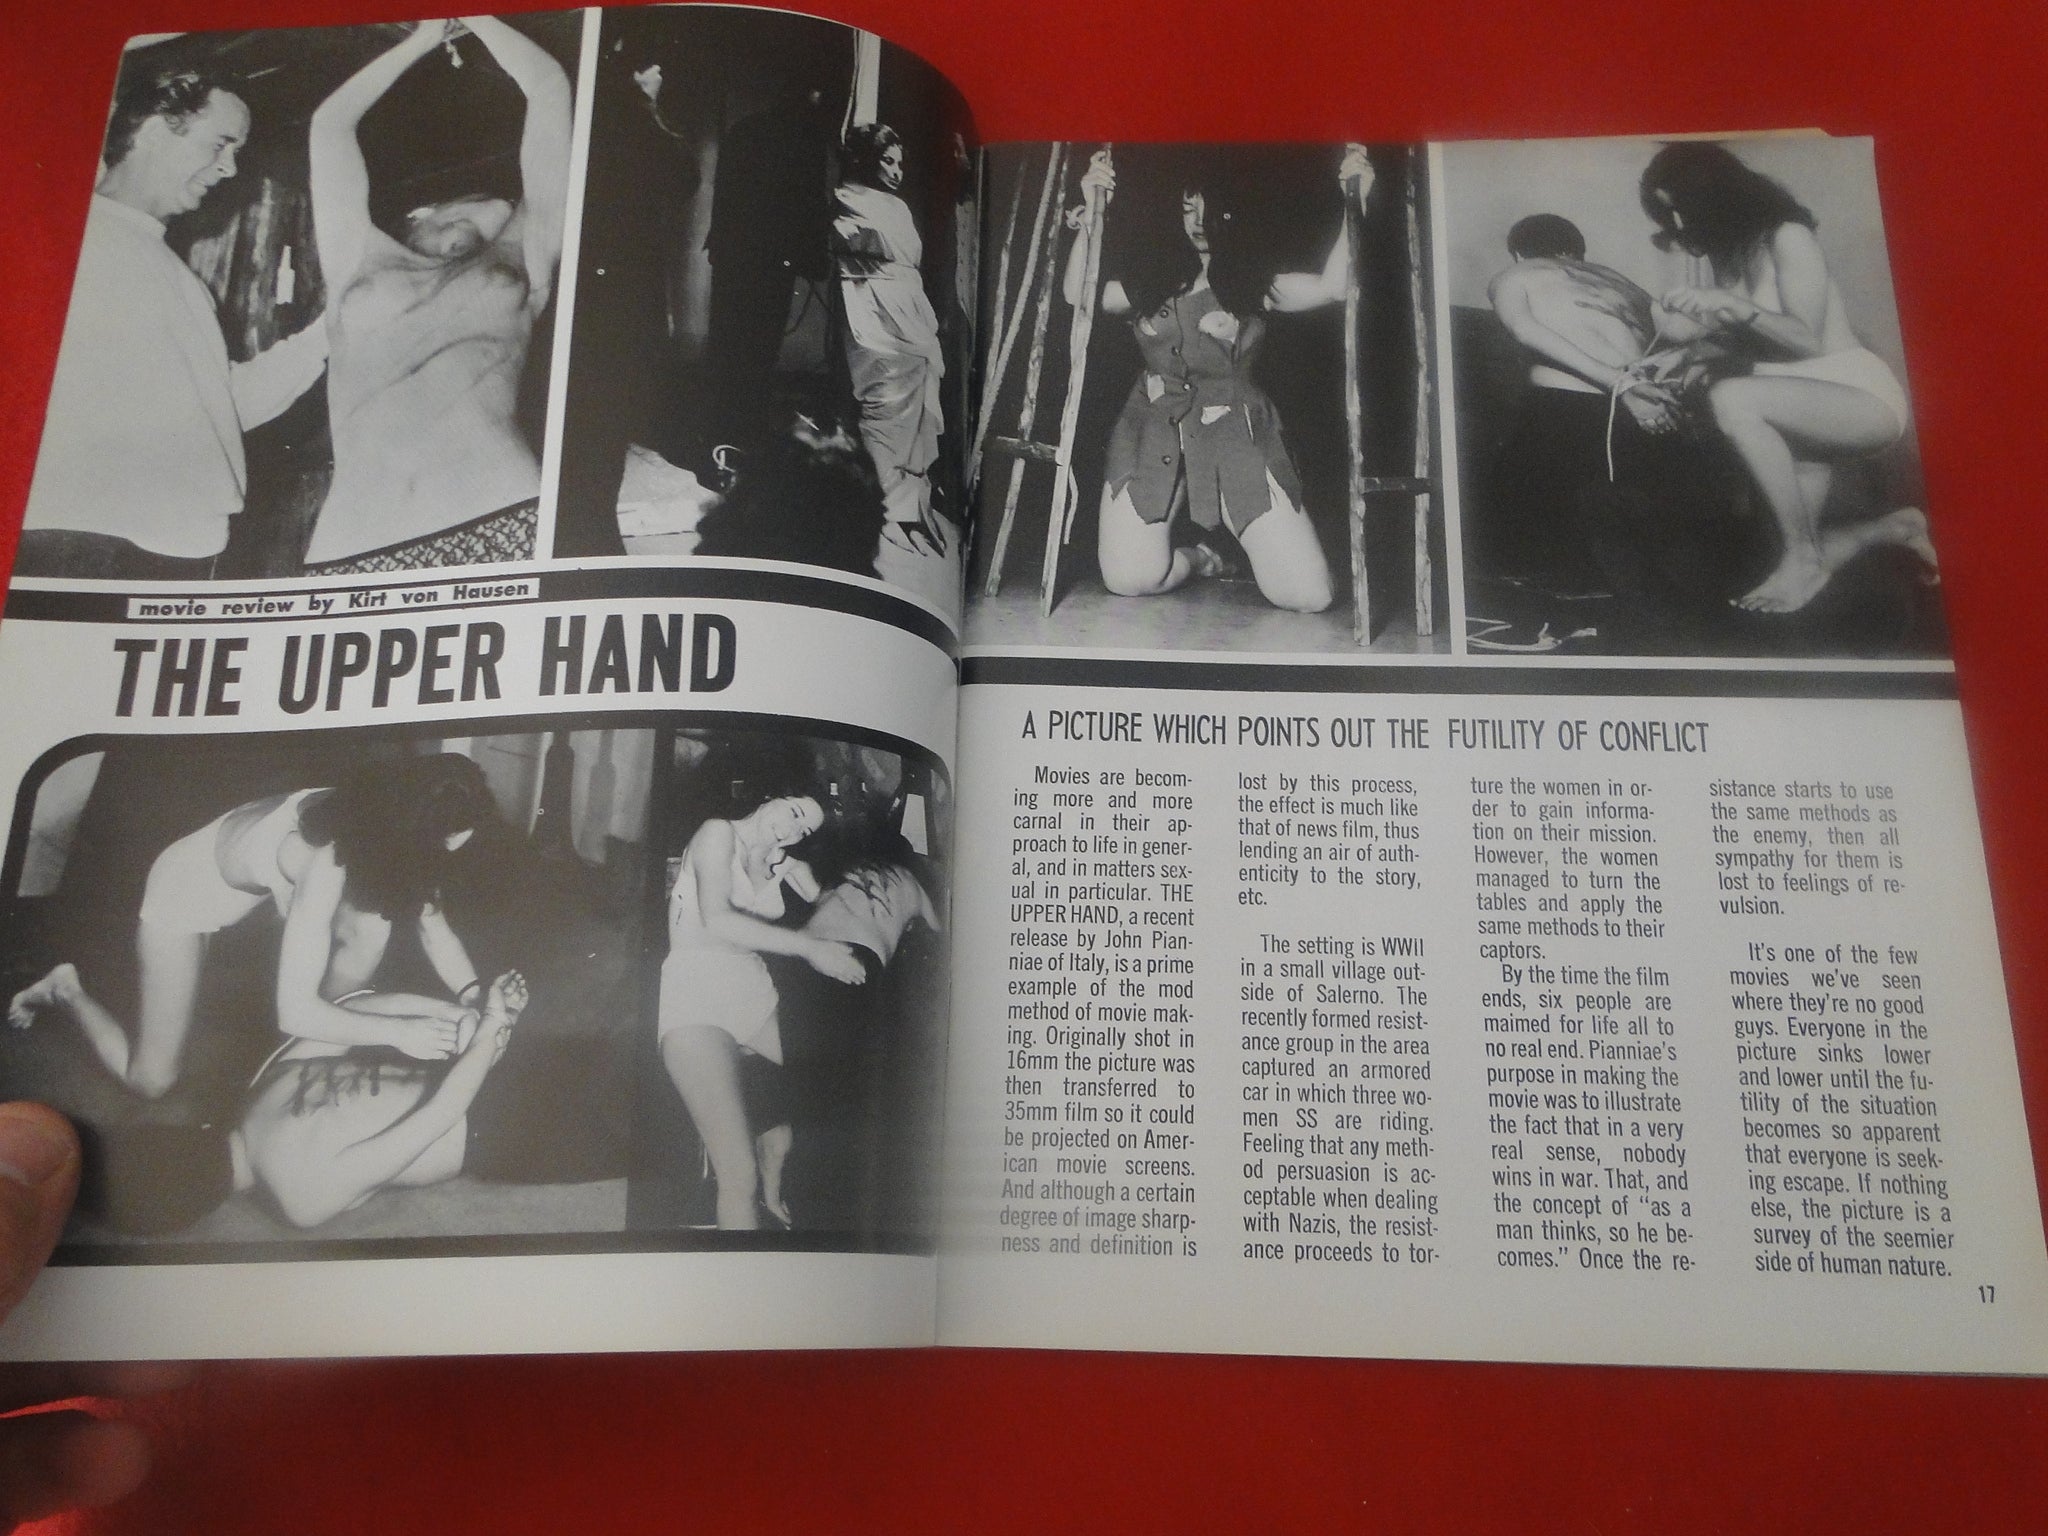 movie review by Kirt von Hausen
THE UPPER HAND
A PICTURE WHICH POINTS OUT THE FUTILITY OF CONFLICT
Movies are becom-
ing more and more
carnal in their ap-
proach to life in gener-
al, and in matters sex-
ual in particular. THE
UPPER HAND, a recent
release by John Pian-
niae of Italy, is a prime
example of the mod
method of movie mak-
ing. Originally shot in
16mm the picture was
then transferred to
35mm film so it could
be projected on Amer-
ican movie screens.
And although a certain
degree of image sharp-
ness and definition is
lost by this process,
the effect is much like
that of news film, thus
lending an air of auth-
enticity to the story,
etc.
The setting is WWII
in a small village out-
side of Salerno. The
recently formed resist-
ance group in the area
captured an armored
car in which three wo-
men SS are riding.
Feeling that any meth-
od persuasion is ac-
ceptable when dealing
with Nazis, the resist-
ance proceeds to tor-
ture the women in or-
der to gain informa-
tion on their mission.
However, the women
managed to turn the
tables and apply the
same methods to their
captors.
By the time the film
ends, six people are
maimed for life all to
no real end. Pianniae's
purpose in making the
movie was to illustrate
the fact that in a very
real sense, nobody
wins in war. That, and
the concept of "as a
man thinks, so he be-
comes." Once the re-
sistance starts to use
the same methods as
the enemy, then all
sympathy for them is
lost to feelings of re-
vulsion.
It's one of the few
movies we've seen
where they're no good
guys. Everyone in the
picture sinks lower
and lower until the fu-
tility of the situation
becomes so apparent
that everyone is seek-
ing escape. If nothing
else, the picture is a
survey of the seemier
side of human nature.
17